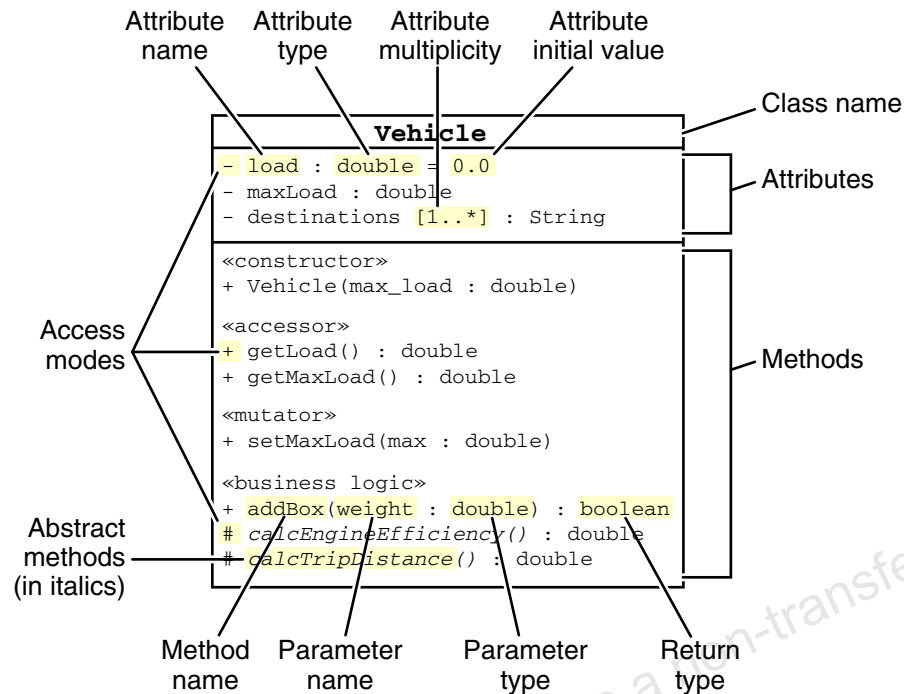 Attribute name
Attribute type
Attribute multiplicity
Attribute initial value
Class name
Vehicle
- load : double = 0.0
- maxLoad : double
- destinations [1..*] : String
Attributes
«constructor»
+ Vehicle(max_load : double)
«accessor»
+ getLoad() : double
+ getMaxLoad() : double
«mutator»
+ setMaxLoad(max : double)
«business logic»
+ addBox(weight : double) : boolean
# calcEngineEfficiency() : double
# calcTripDistance() : double
Access modes
Methods
Abstract methods (in italics)
Method name
Parameter name
Parameter type
Return type
a non-transfe